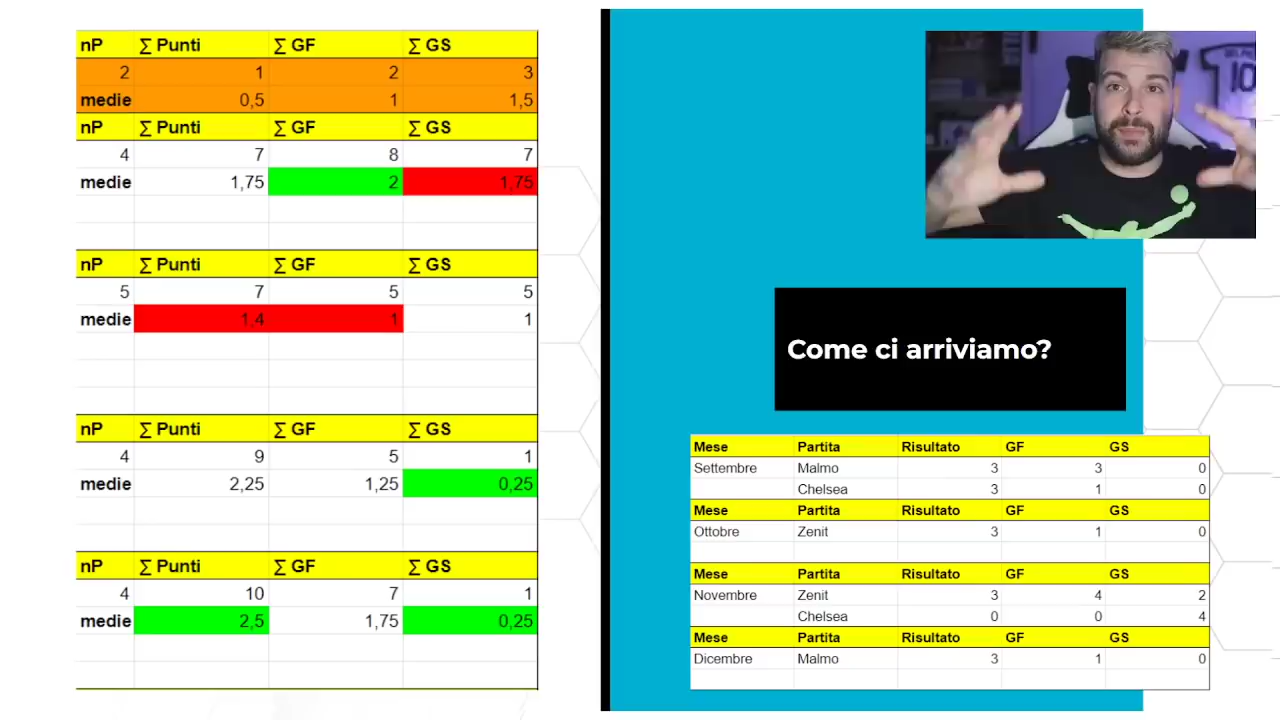 nP ∑ Punti ∑ GF ∑ GS
2 1 2 3
medie 0,5 1 1,5
nP ∑ Punti ∑ GF ∑ GS
4 7 8 7
medie 1,75 2 1,75
nP ∑ Punti ∑ GF ∑ GS
5 7 5 5
medie 1,4 1 1
nP ∑ Punti ∑ GF ∑ GS
4 9 5 1
medie 2,25 1,25 0,25
nP ∑ Punti ∑ GF ∑ GS
4 10 7 1
medie 2,5 1,75 0,25
10
Come ci arriviamo?
Mese Partita Risultato GF GS
Settembre Malmo 3 3 0
Chelsea 3 1 0
Mese Partita Risultato GF GS
Ottobre Zenit 3 1 0
Mese Partita Risultato GF GS
Novembre Zenit 3 4 2
Chelsea 0 0 4
Mese Partita Risultato GF GS
Dicembre Malmo 3 1 0